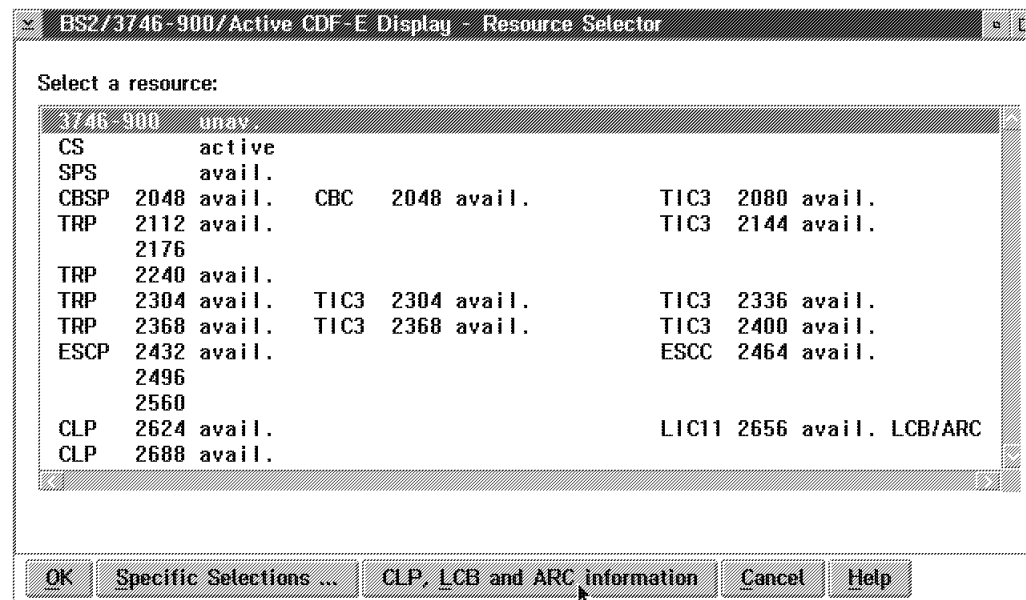 BS2/3746-900/Active CDF-E Display - Resource Selector
Select a resource:
3746-900 unav.
CS active
SPS avail.
CBSP 2048 avail. CBC 2048 avail. TIC3 2080 avail.
TRP 2112 avail. TIC3 2144 avail.
2176
TRP 2240 avail.
TRP 2304 avail. TIC3 2304 avail. TIC3 2336 avail.
TRP 2368 avail. TIC3 2368 avail. TIC3 2400 avail.
ESCP 2432 avail. ESCC 2464 avail.
2496
2560
CLP 2624 avail. LIC11 2656 avail. LCB/ARC
CLP 2688 avail.
OK Specific Selections ... CLP, LCB and ARC information Cancel Help